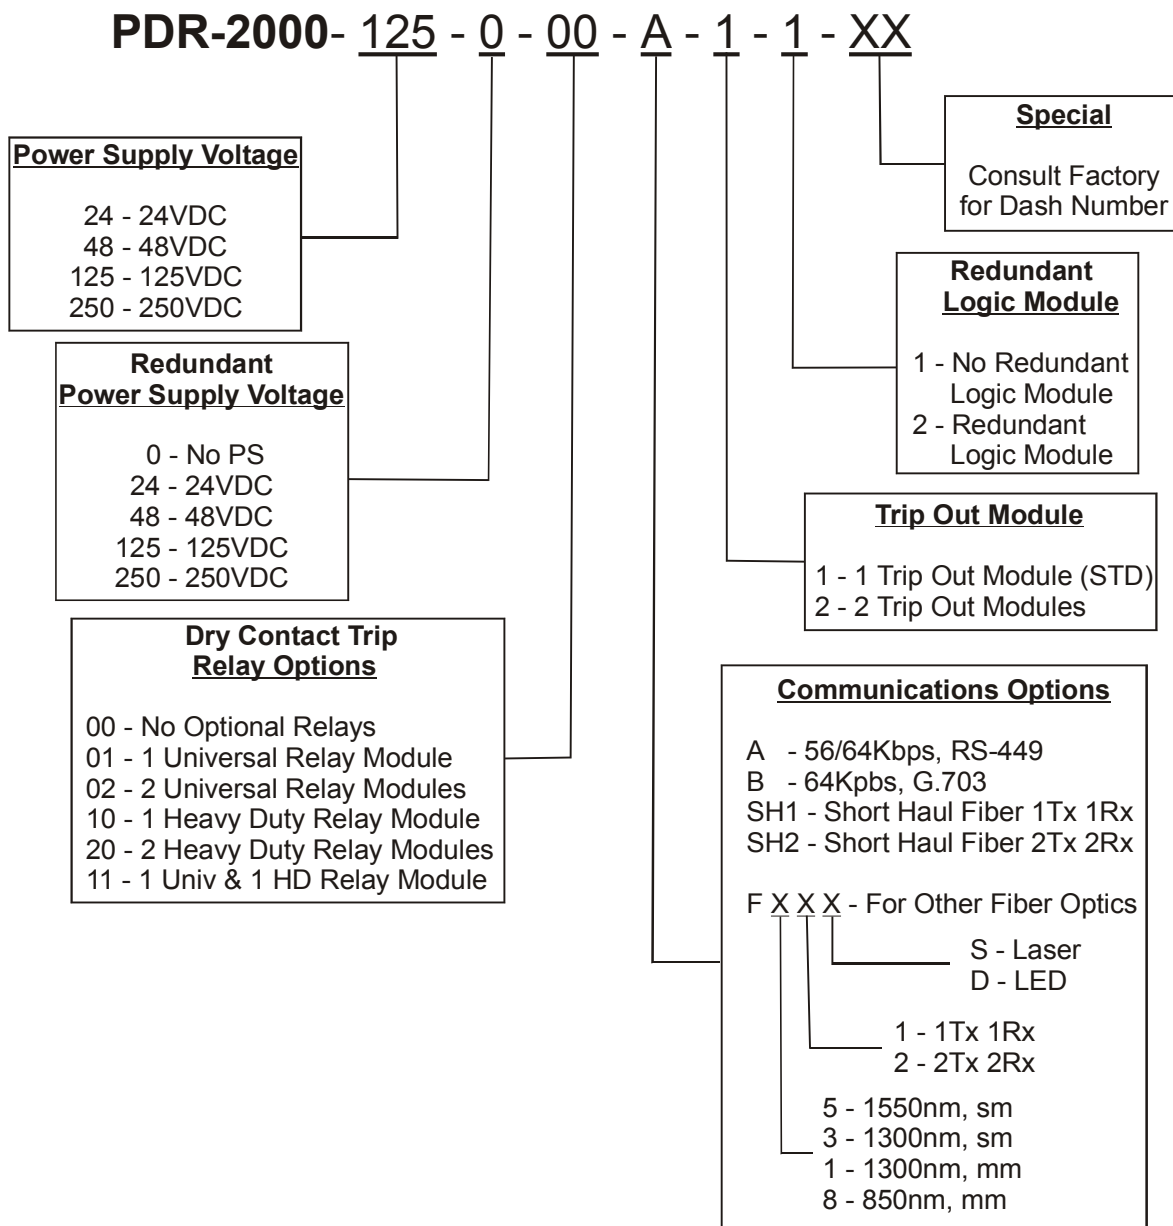 PDR-2000- 125 - 0 - 00 - A - 1 - 1 - XX
Special
Consult Factory
for Dash Number
Power Supply Voltage
24 - 24VDC
48 - 48VDC
125 - 125VDC
250 - 250VDC
Redundant
Logic Module
1 - No Redundant
Logic Module
2 - Redundant
Logic Module
Redundant
Power Supply Voltage
0 - No PS
24 - 24VDC
48 - 48VDC
125 - 125VDC
250 - 250VDC
Trip Out Module
1 - 1 Trip Out Module (STD)
2 - 2 Trip Out Modules
Dry Contact Trip
Relay Options
00 - No Optional Relays
01 - 1 Universal Relay Module
02 - 2 Universal Relay Modules
10 - 1 Heavy Duty Relay Module
20 - 2 Heavy Duty Relay Modules
11 - 1 Univ & 1 HD Relay Module
Communications Options
A - 56/64Kbps, RS-449
B - 64Kpbs, G.703
SH1 - Short Haul Fiber 1Tx 1Rx
SH2 - Short Haul Fiber 2Tx 2Rx
F X X X - For Other Fiber Optics
S - Laser
D - LED
1 - 1Tx 1Rx
2 - 2Tx 2Rx
5 - 1550nm, sm
3 - 1300nm, sm
1 - 1300nm, mm
8 - 850nm, mm